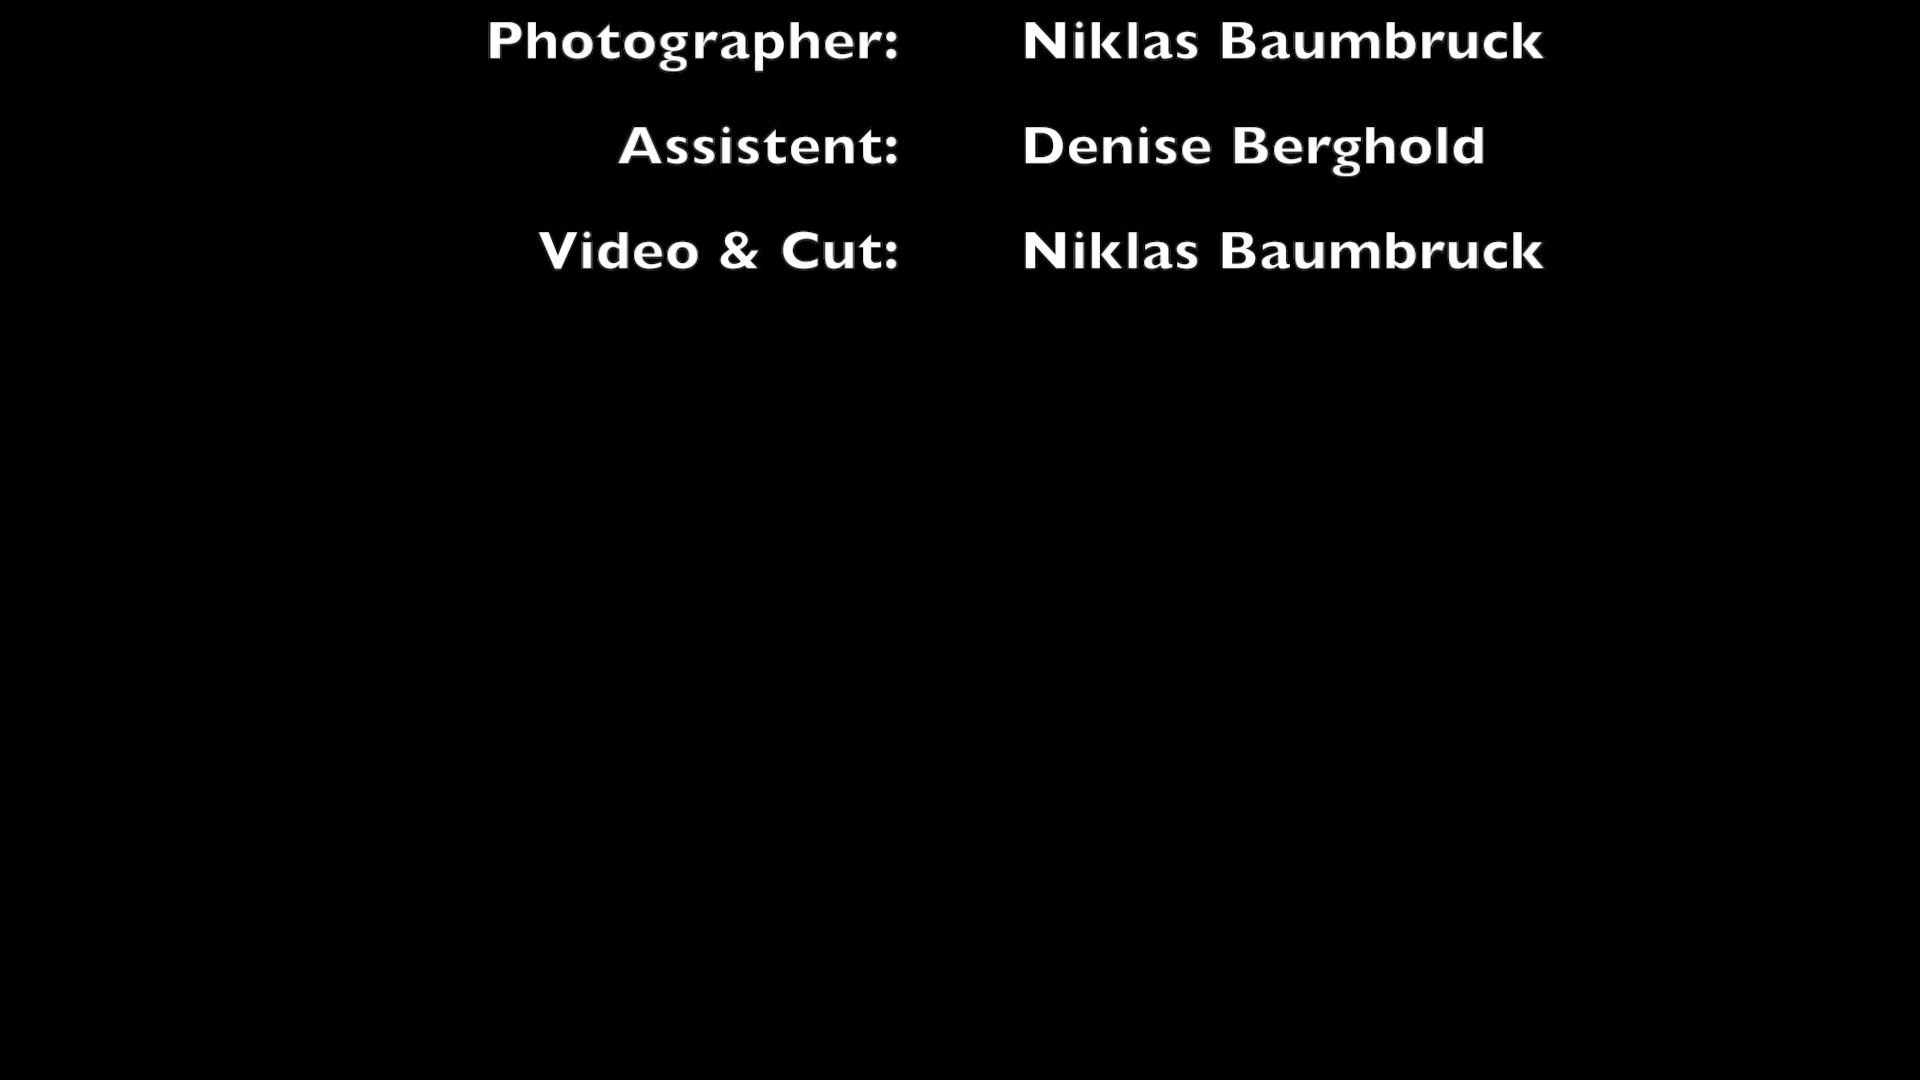 Photographer: Niklas Baumbruck
Assistent: Denise Berghold
Video & Cut: Niklas Baumbruck